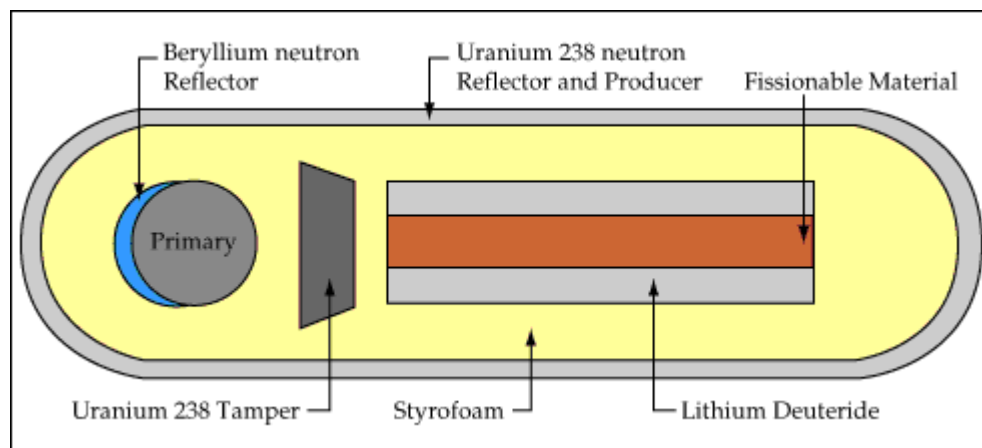 Beryllium neutron
Reflector
Uranium 238 neutron
Reflector and Producer
Fissionable Material
Primary
Uranium 238 Tamper
Styrofoam
Lithium Deuteride